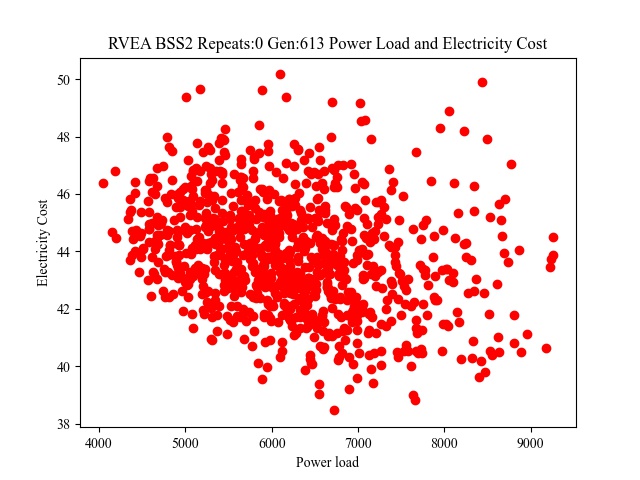 RVEA BSS2 Repeats:0 Gen:613 Power Load and Electricity Cost
50
48
46
44
42
40
38
Electricity Cost
4000 5000 6000 7000 8000 9000
Power load